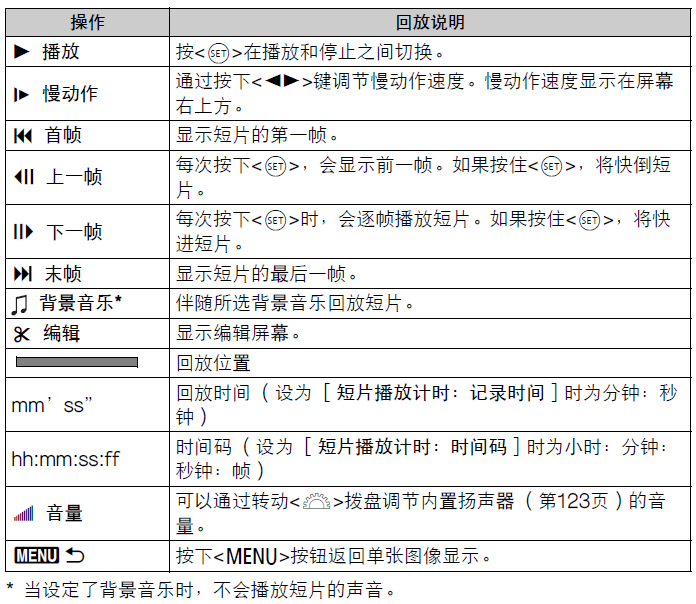 操作 回放说明
播放 按<SET>在播放和停止之间切换。
慢动作 通过按下<◀▶>键调节慢动作速度。慢动作速度显示在屏幕
右上方。
首帧 显示短片的第一帧。
上一帧 每次按下<SET>，会显示前一帧。如果按住<SET>，将快倒短
片。
下一帧 每次按下<SET>时，会逐帧播放短片。如果按住<SET>，将快
进短片。
末帧 显示短片的最后一帧。
背景音乐* 伴随所选背景音乐回放短片。
编辑 显示编辑屏幕。
回放位置
mm’ss” 回放时间（设为［短片播放计时：记录时间］时为分钟：秒
钟）
hh:mm:ss:ff 时间码（设为［短片播放计时：时间码］时为小时：分钟：
秒钟：帧）
音量 可以通过转动<>拨盘调节内置扬声器（第123页）的音
量。
MENU 按下<MENU>按钮返回单张图像显示。
* 当设定了背景音乐时，不会播放短片的声音。